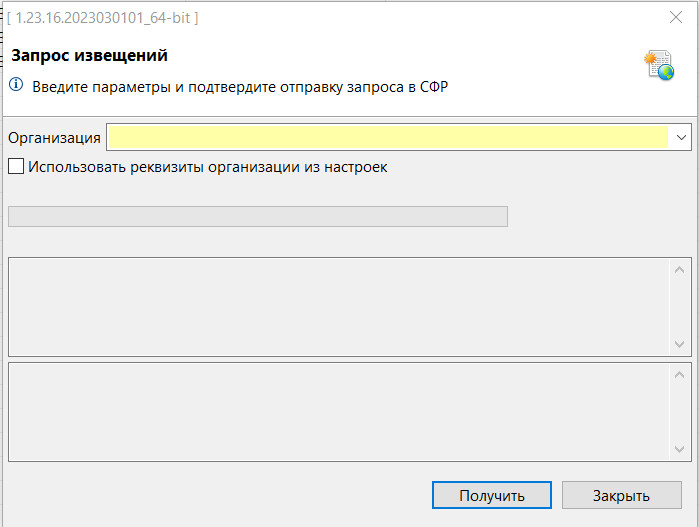 [ 1.23.16.2023030101_64-bit ]
Запрос извещений
Введите параметры и подтвердите отправку запроса в СФР
Организация
Использовать реквизиты организации из настроек
Получить
Закрыть